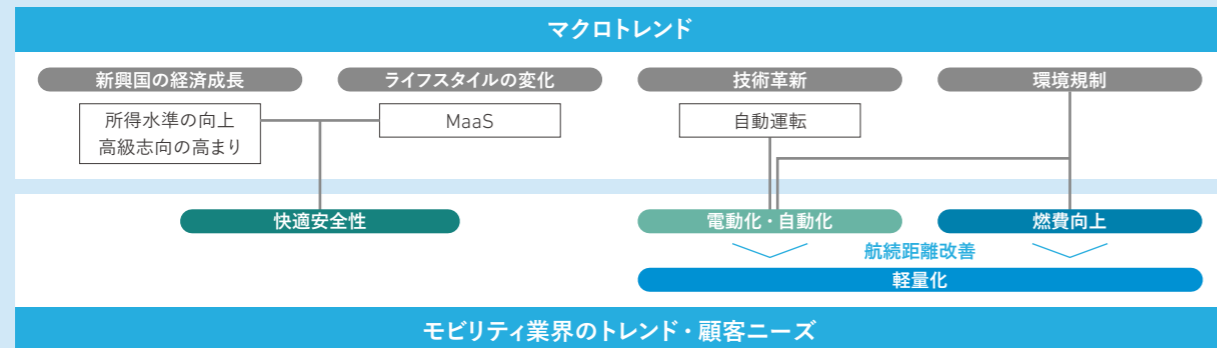 マクロトレンド
新興国の経済成長
ライフスタイルの変化
技術革新
環境規制
所得水準の向上
高級志向の高まり
MaaS
自動運転
快適安全性
電動化・自動化
燃費向上
航続距離改善
軽量化
モビリティ業界のトレンド・顧客ニーズ